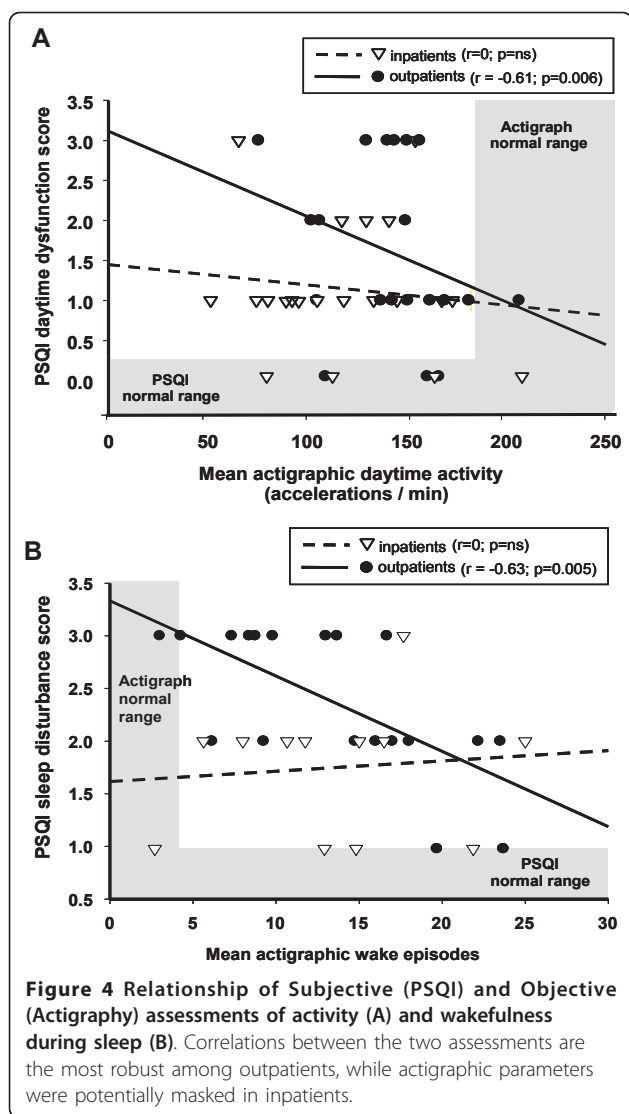 A
inpatients (r=0; p=ns)
outpatients (r = -0.61; p=0.006)
3.5
3.0
2.5
2.0
1.5
1.0
0.5
0.0
PSQI daytime dysfunction score
Actigraph
normal range
PSQI
normal range
0 50 100 150 200 250
Mean actigraphic daytime activity
(accelerations / min)
B
inpatients (r=0; p=ns)
outpatients (r = -0.63; p=0.005)
3.5
3.0
2.5
2.0
1.5
1.0
0.5
PSQI sleep disturbance score
Actigraph
normal
range
PSQI
normal range
0 5 10 15 20 25 30
Mean actigraphic wake episodes
Figure 4 Relationship of Subjective (PSQI) and Objective
(Actigraphy) assessments of activity (A) and wakefulness
during sleep (B). Correlations between the two assessments are
the most robust among outpatients, while actigraphic parameters
were potentially masked in inpatients.